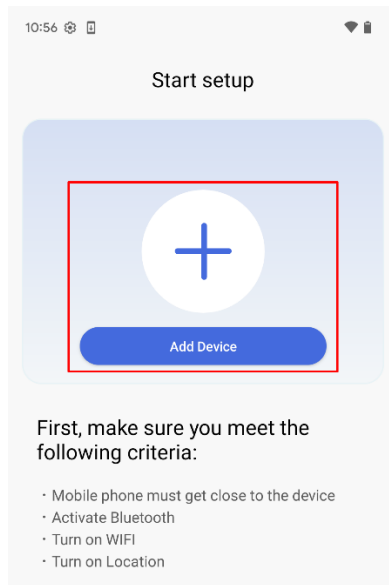 10:56
Start setup
Add Device
First, make sure you meet the
following criteria:
· Mobile phone must get close to the device
· Activate Bluetooth
· Turn on WIFI
· Turn on Location